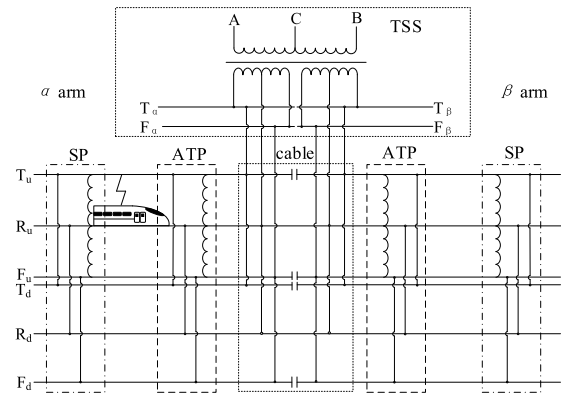 A C B
TSS
α arm
β arm
Tα
Tβ
Fα
Fβ
SP
ATP
cable
ATP
SP
Tu
Ru
Fu
Td
Rd
Fd